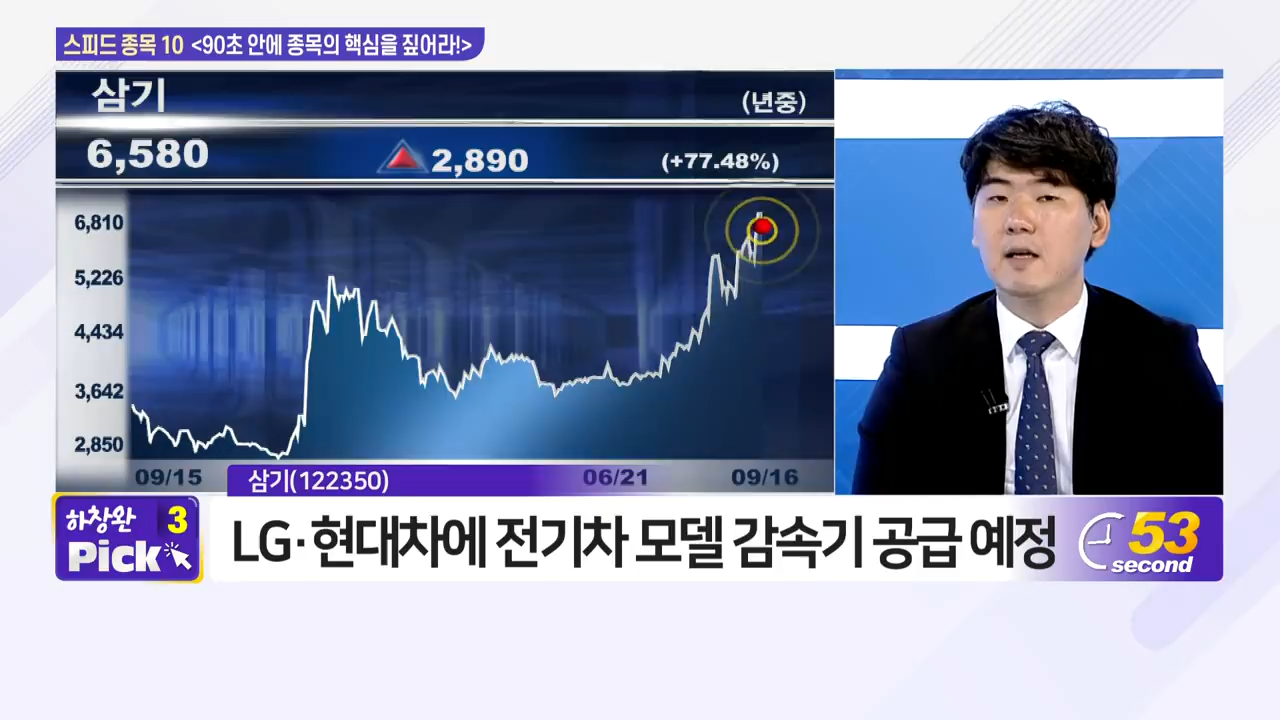 스피드 종목 10 <90초 안에 종목의 핵심을 짚어라!>
삼기
(년중)
6,580
2,890
(+77.48%)
6,810
5,226
4,434
3,642
2,850
09/15
06/21
09/16
삼기(122350)
하창완 3
Pick
LG·현대차에 전기차 모델 감속기 공급 예정
53
second